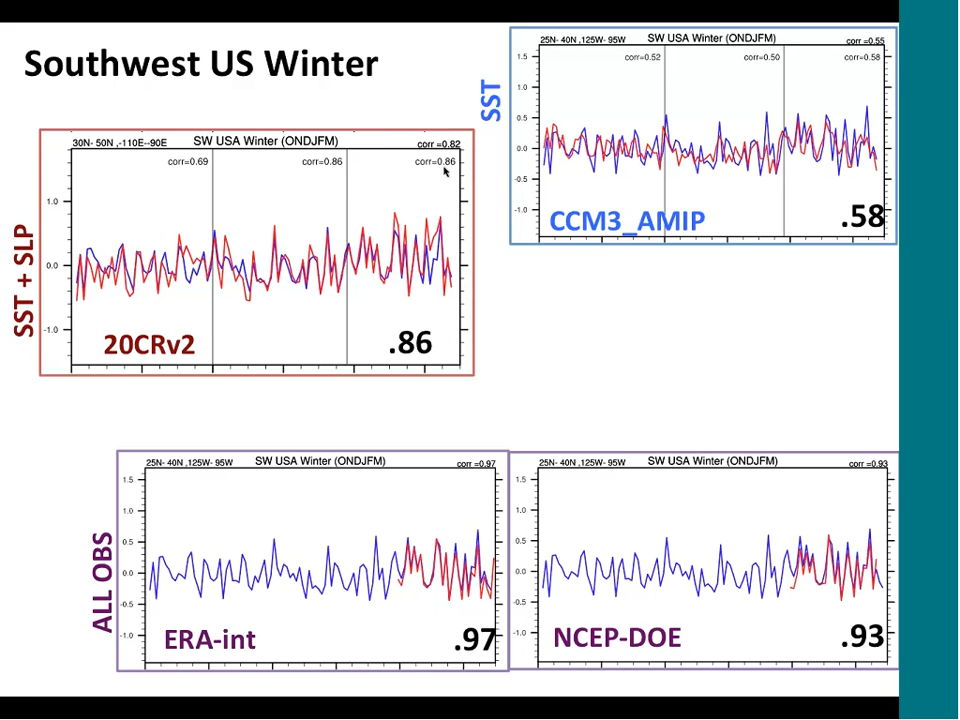 Southwest US Winter
SST
25N- 40N ,125W- 95W SW USA Winter (ONDJFM) corr =0.55
corr=0.52 corr=0.50 corr=0.58
1.5
1.0
0.5
0.0
-0.5
-1.0
CCM3_AMIP .58
SST + SLP
30N- 50N ,-110E--90E SW USA Winter (ONDJFM) corr =0.82
corr=0.69 corr=0.86 corr=0.86
1.0
0.0
-1.0
20CRv2 .86
ALL OBS
25N- 40N ,125W- 95W SW USA Winter (ONDJFM) corr =0.97
1.5
1.0
0.5
0.0
-0.5
-1.0
ERA-int .97
25N- 40N ,125W- 95W SW USA Winter (ONDJFM) corr =0.93
1.5
1.0
0.5
0.0
-0.5
-1.0
NCEP-DOE .93